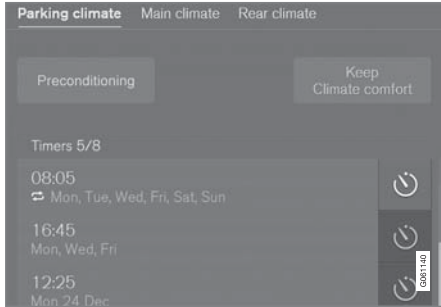 Parking climate Main climate Rear climate
Preconditioning
Keep
Climate comfort
Timers 5/8
08:05
Mon, Tue, Wed, Fri, Sat, Sun
16:45
Mon, Wed, Fri
12:25
Mon 24 Dec
G061140